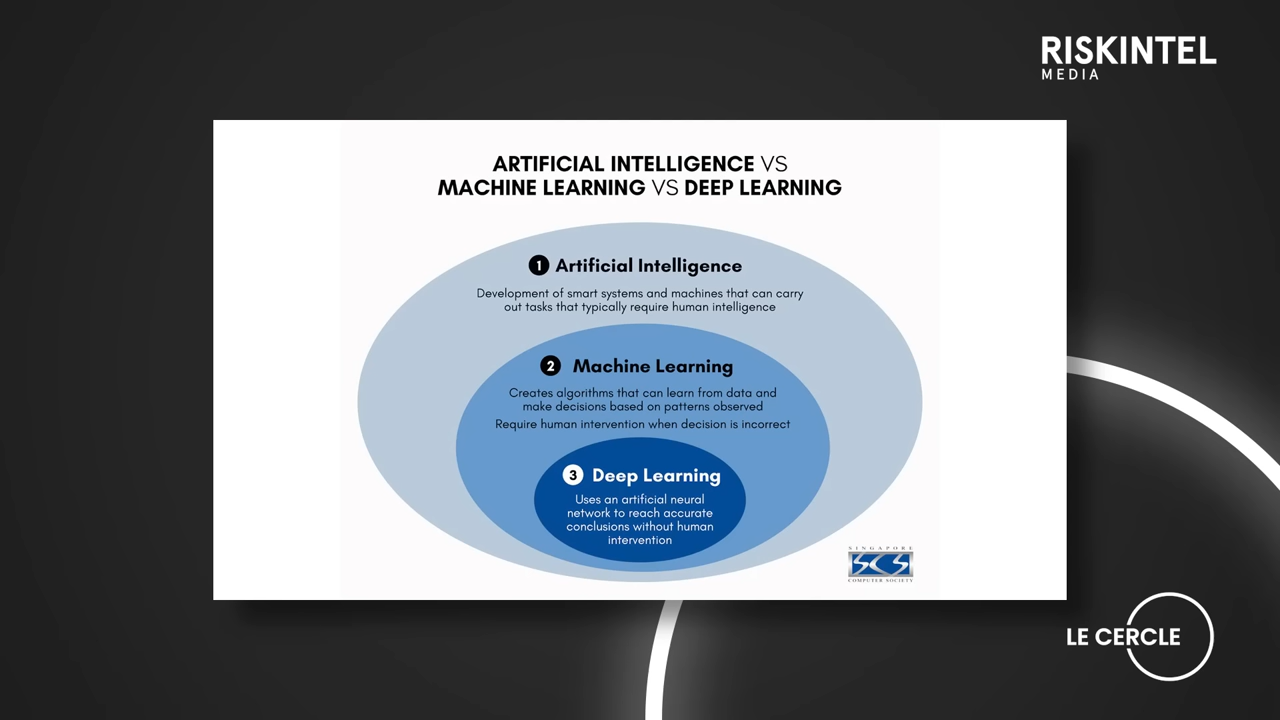 RISKINTEL
MEDIA
ARTIFICIAL INTELLIGENCE VS
MACHINE LEARNING VS DEEP LEARNING
1 Artificial Intelligence
Development of smart systems and machines that can carry
out tasks that typically require human intelligence
2 Machine Learning
Creates algorithms that can learn from data and
make decisions based on patterns observed
Require human intervention when decision is incorrect
3 Deep Learning
Uses an artificial neural
network to reach accurate
conclusions without human
intervention
SINGAPORE
SCS
COMPUTER SOCIETY
LE CERCLE